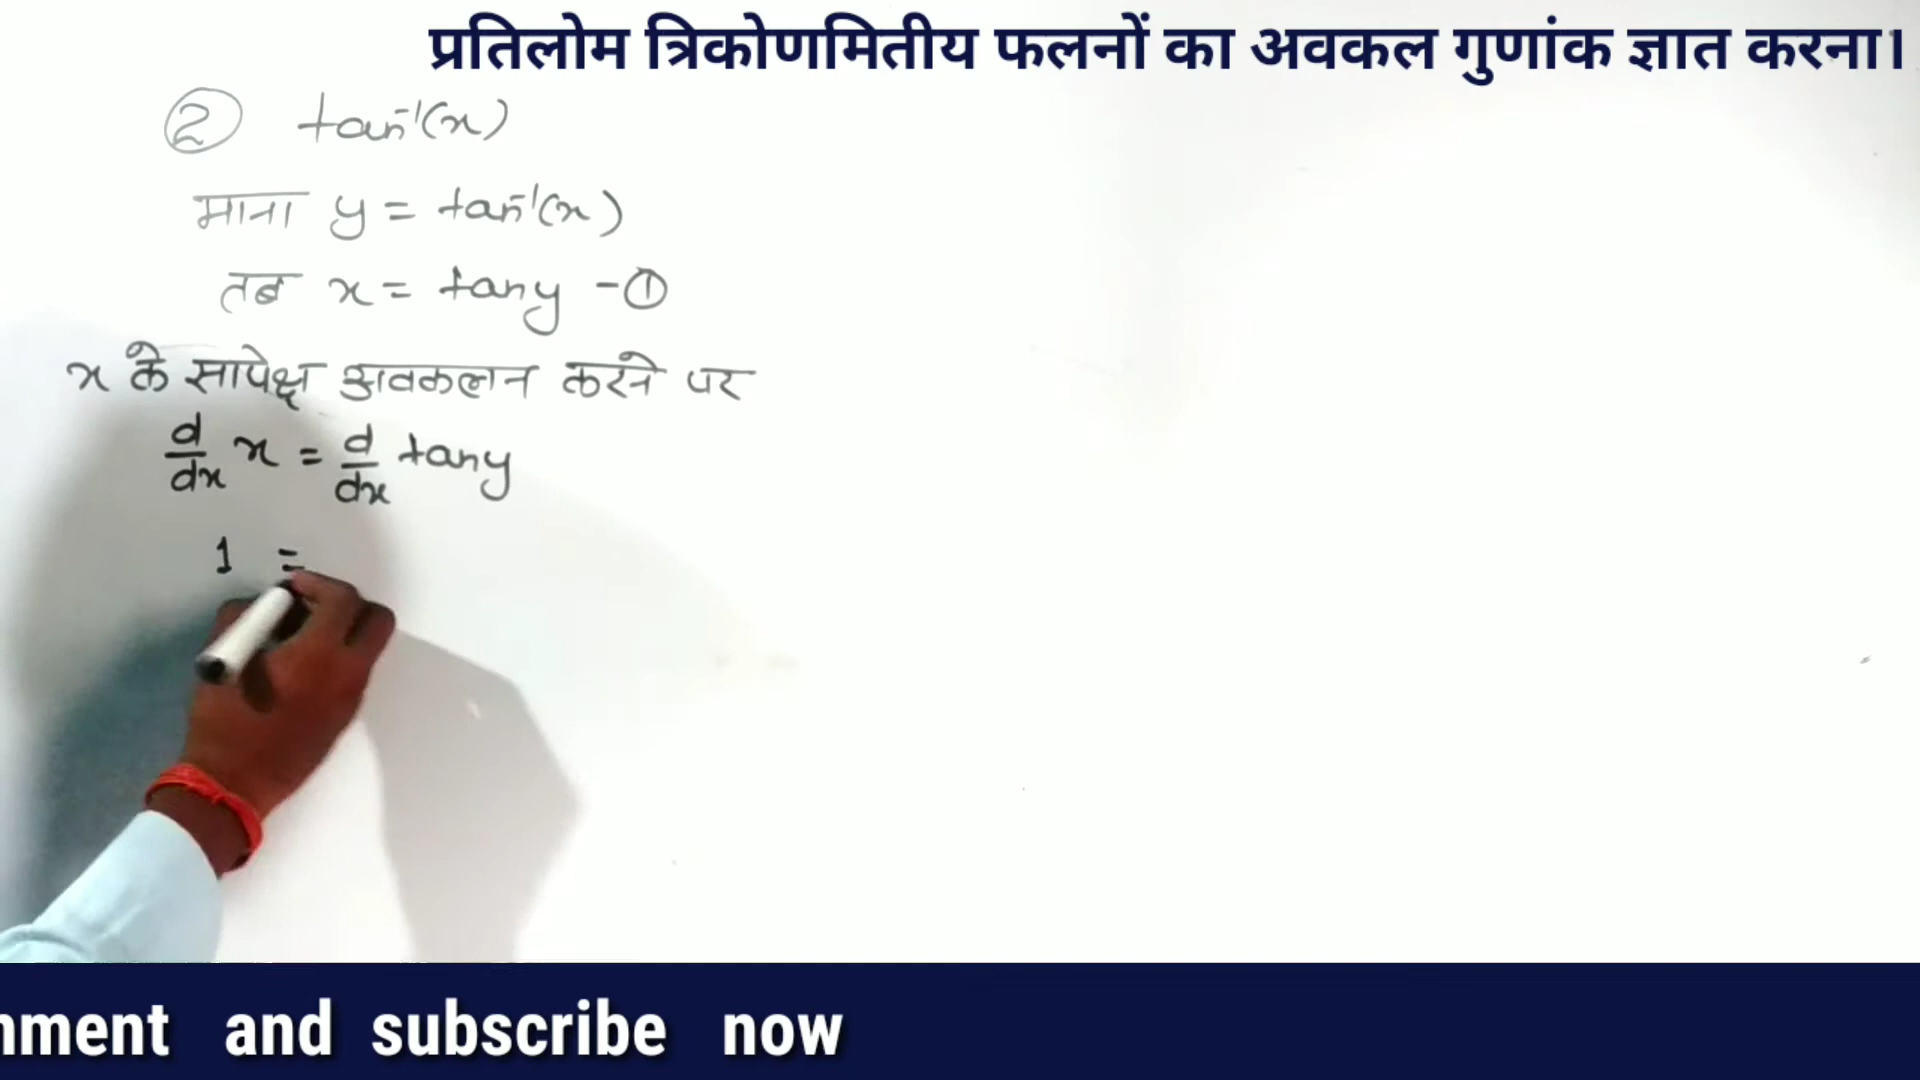 प्रतिलोम त्रिकोणमितीय फलनों का अवकल गुणांक ज्ञात करना।
② tan⁻¹(x)
माना y = tan⁻¹(x)
तब x = tany -①
x के सापेक्ष अवकलन करने पर
d/dx x = d/dx tany
1 =
and subscribe now